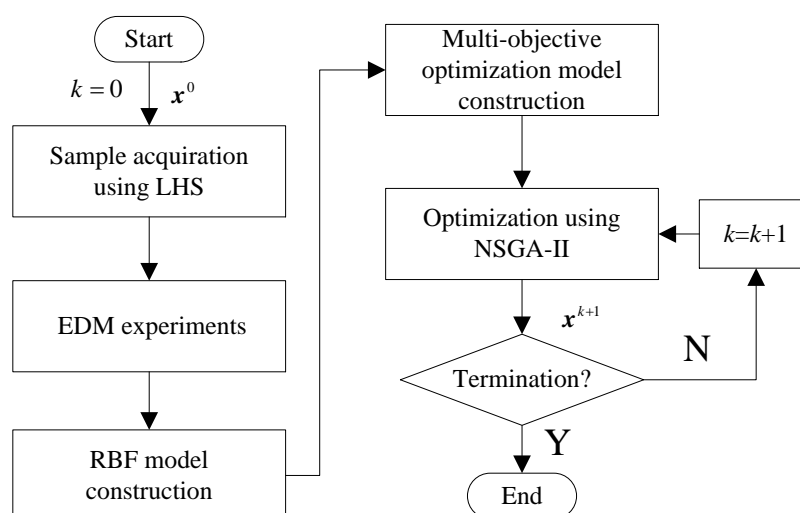 Start
k = 0
x^0
Sample acquiration
using LHS
EDM experiments
RBF model
construction
Multi-objective
optimization model
construction
Optimization using
NSGA-II
k=k+1
x^{k+1}
Termination?
N
Y
End